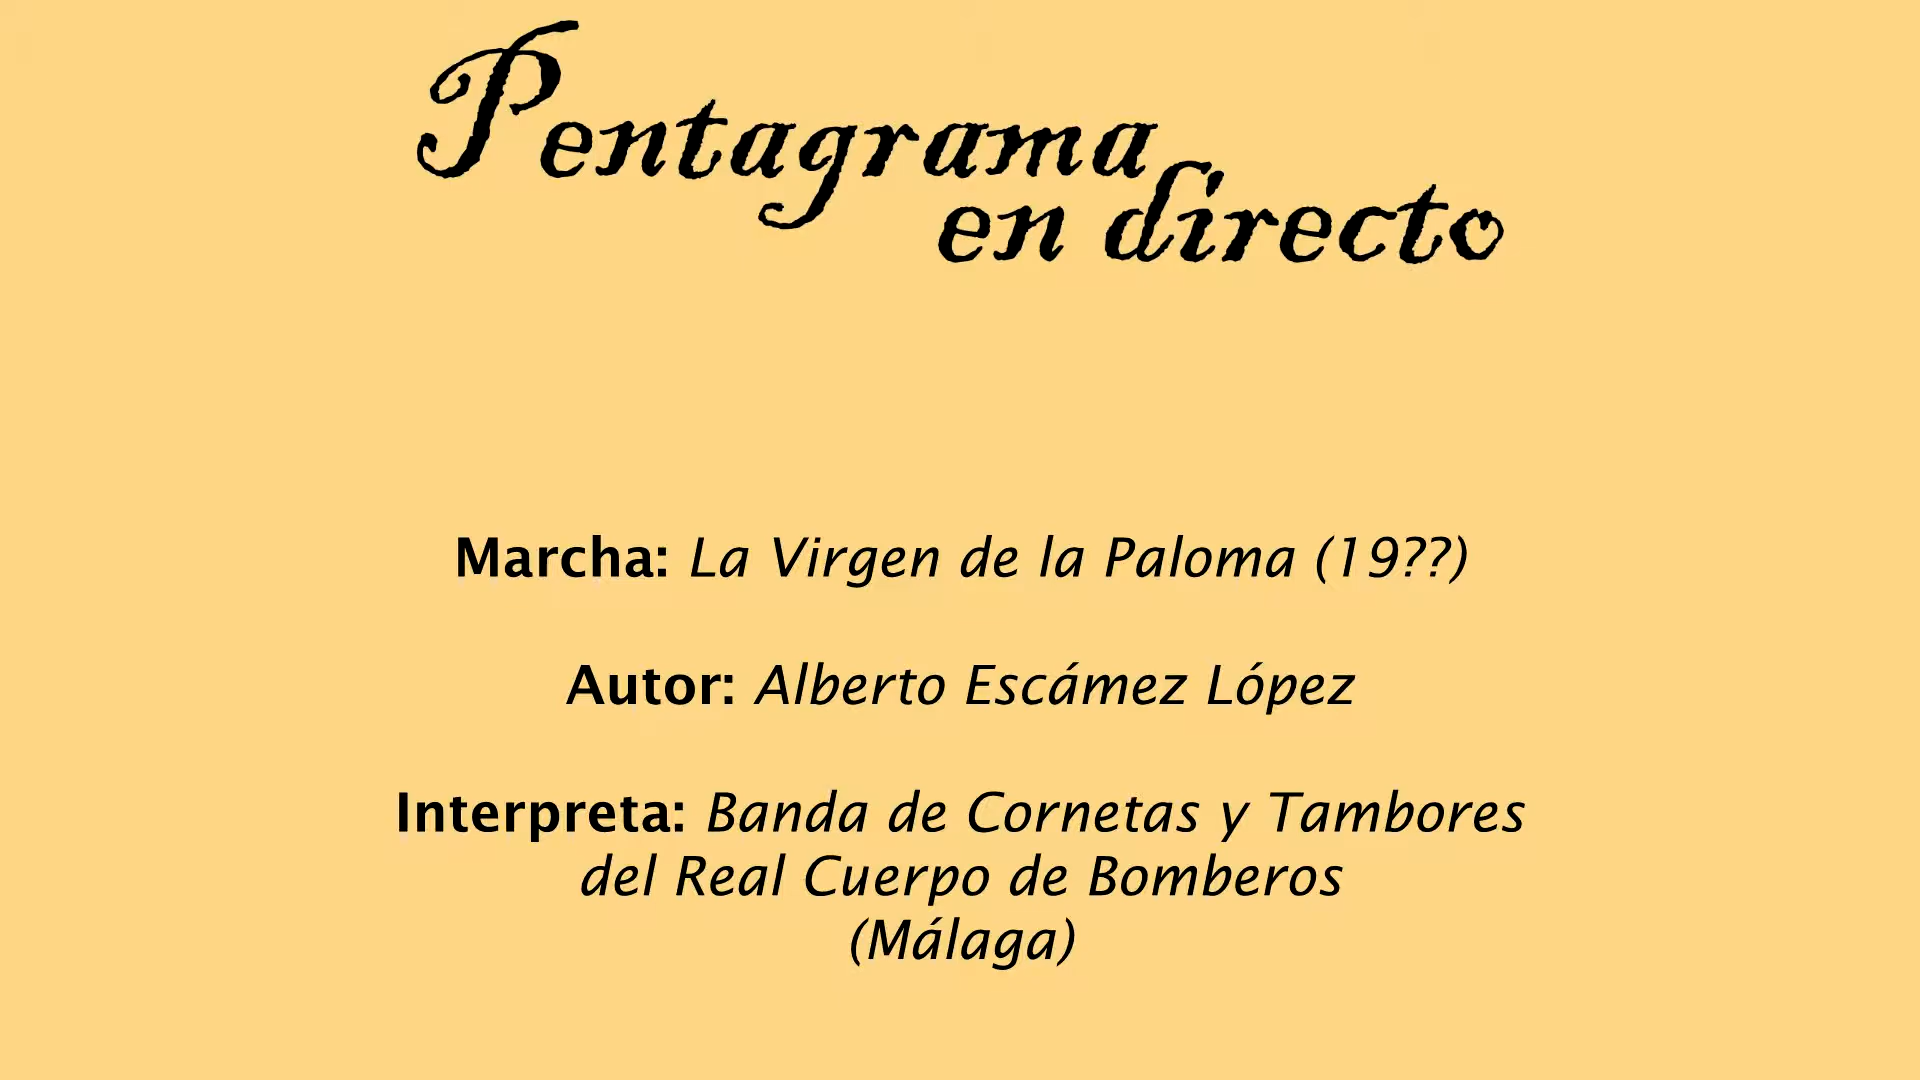 Pentagrama
en directo
Marcha: La Virgen de la Paloma (19??)
Autor: Alberto Escámez López
Interpreta: Banda de Cornetas y Tambores
del Real Cuerpo de Bomberos
(Málaga)